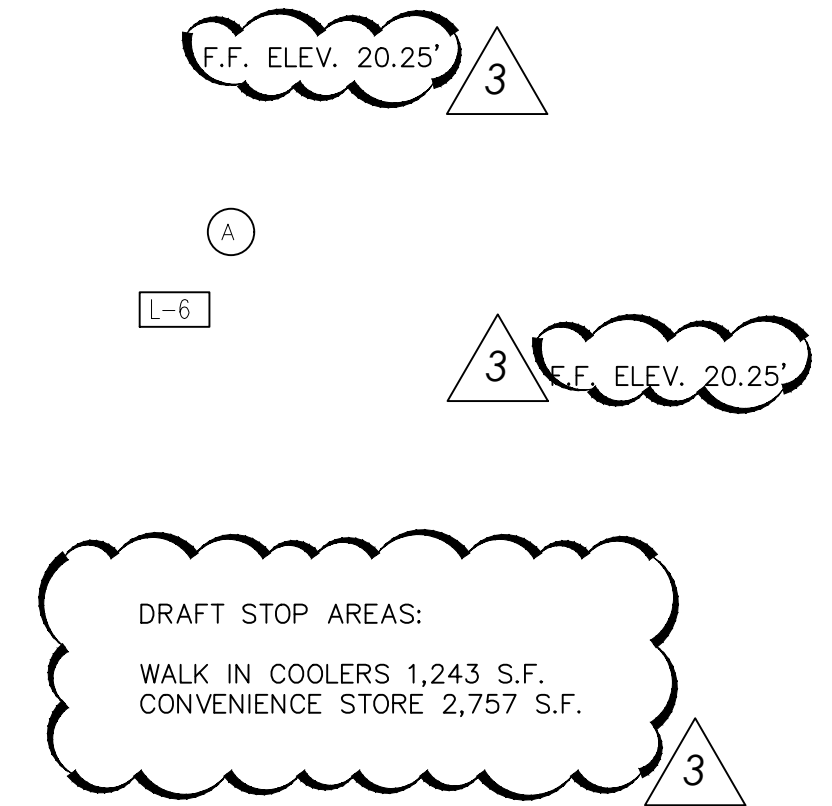 F.F. ELEV. 20.25'
3
A
L-6
3
F.F. ELEV. 20.25'
DRAFT STOP AREAS:
WALK IN COOLERS 1,243 S.F.
CONVENIENCE STORE 2,757 S.F.
3